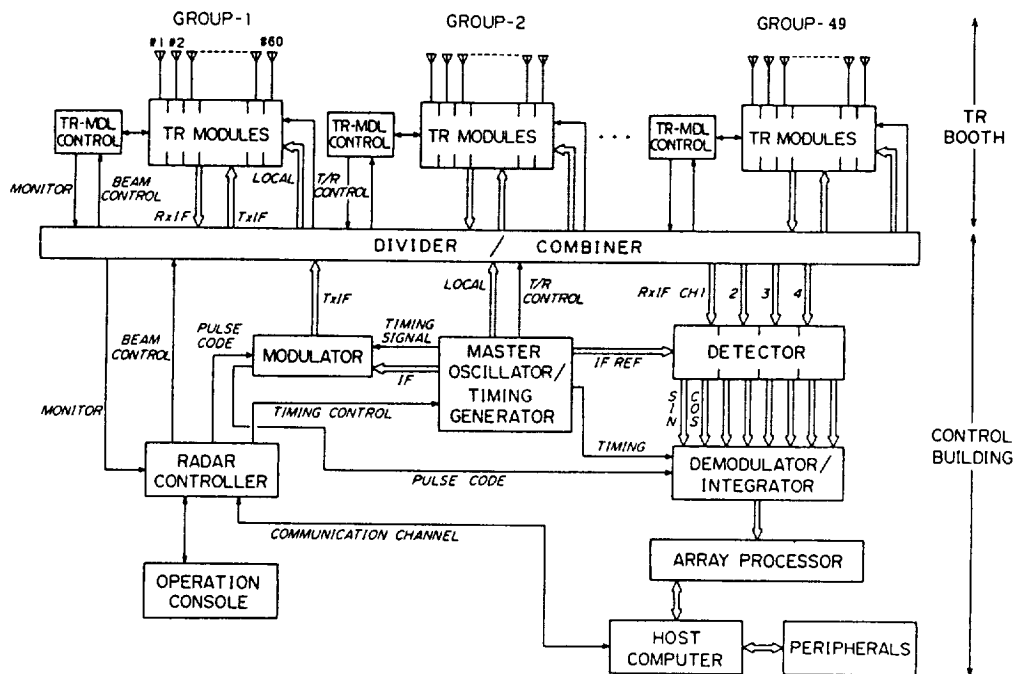 GROUP-1
GROUP-2
GROUP-49
#1 #2 #60
TR
BOOTH
TR-MDL
CONTROL
TR MODULES
TR-MDL
CONTROL
TR MODULES
. . .
TR-MDL
CONTROL
TR MODULES
MONITOR
BEAM
CONTROL
RxIF
TxIF
LOCAL
T/R
CONTROL
DIVIDER / COMBINER
TxIF
LOCAL
T/R
CONTROL
RxIF CH1 2 3 4
BEAM
CONTROL
PULSE
CODE
MODULATOR
TIMING
SIGNAL
IF
MASTER
OSCILLATOR/
TIMING
GENERATOR
IF REF
DETECTOR
SIN
COS
MONITOR
TIMING CONTROL
TIMING
CONTROL
BUILDING
RADAR
CONTROLLER
PULSE CODE
DEMODULATOR/
INTEGRATOR
COMMUNICATION CHANNEL
ARRAY PROCESSOR
OPERATION
CONSOLE
HOST
COMPUTER
PERIPHERALS